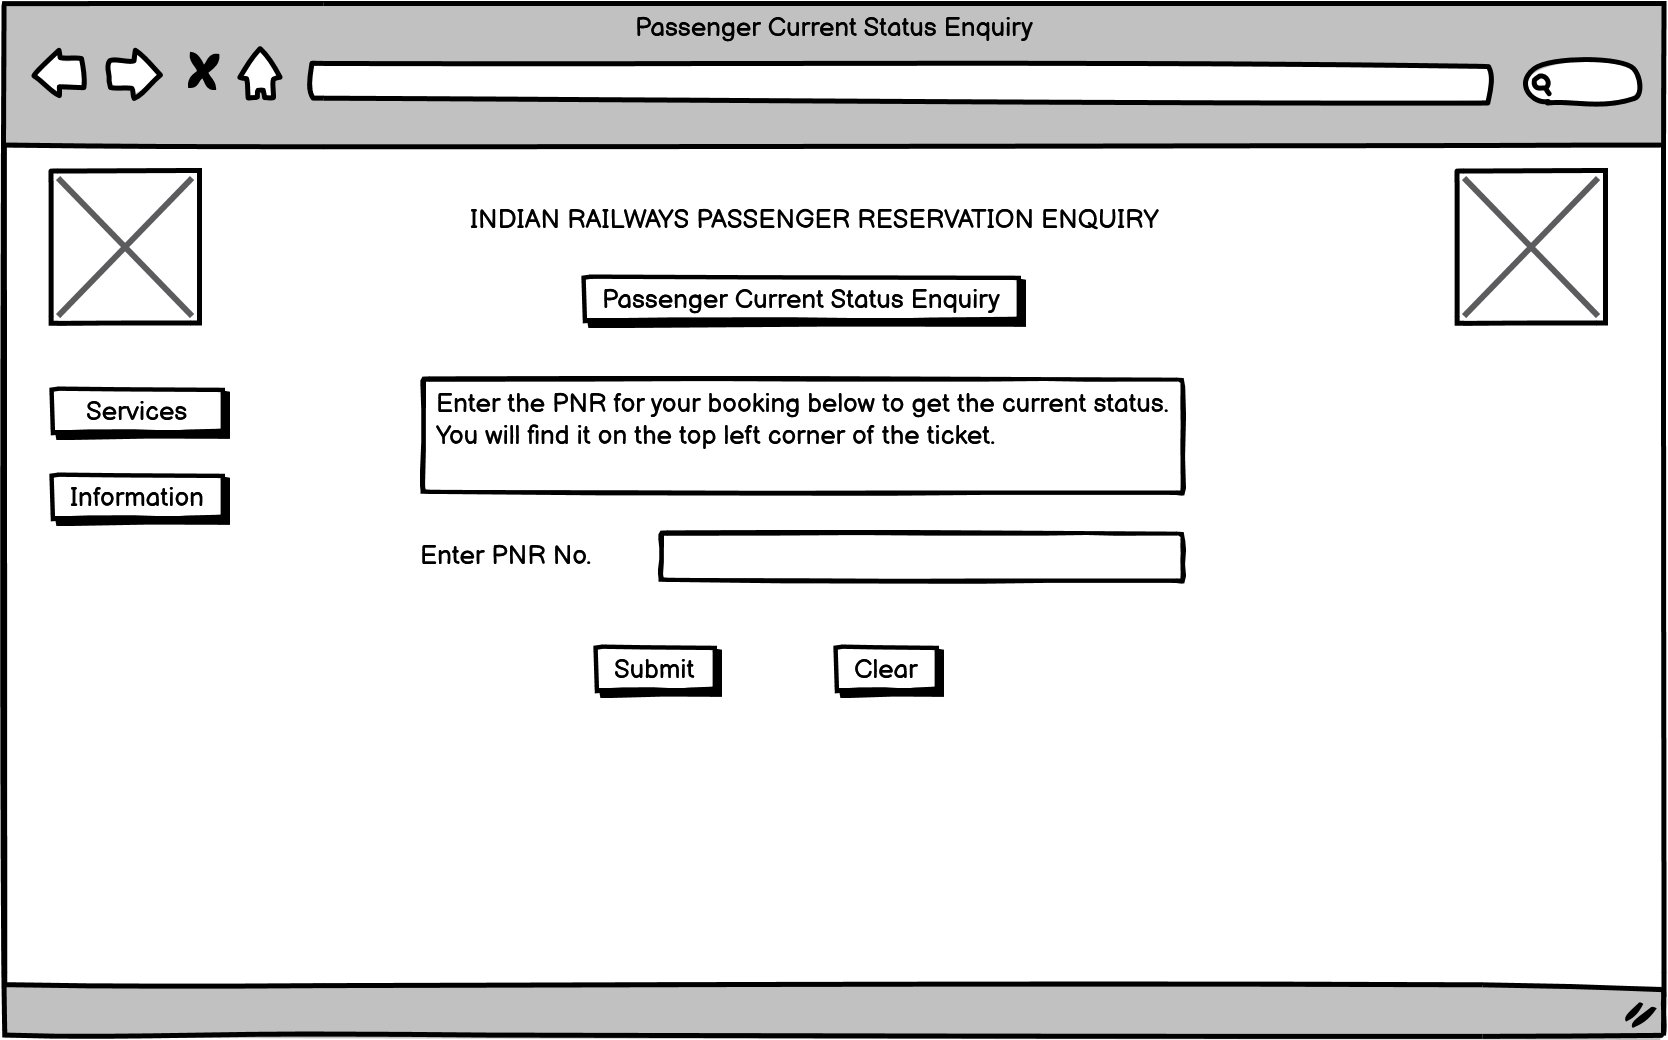 Passenger Current Status Enquiry
INDIAN RAILWAYS PASSENGER RESERVATION ENQUIRY
Passenger Current Status Enquiry
Services
Information
Enter the PNR for your booking below to get the current status.
You will find it on the top left corner of the ticket.
Enter PNR No.
Submit
Clear